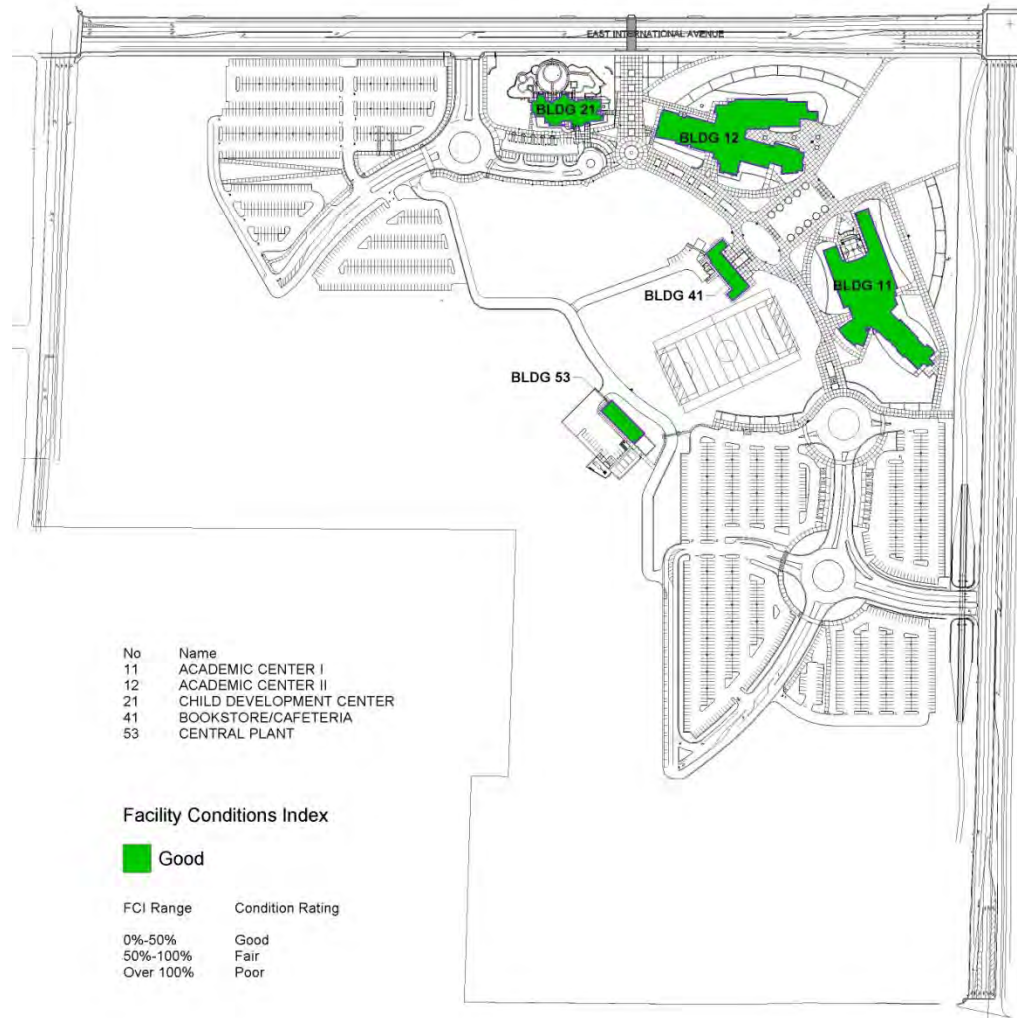 EAST INTERNATIONAL AVENUE
BLDG 21
BLDG 12
BLDG 41
BLDG 11
BLDG 53
No Name
11 ACADEMIC CENTER I
12 ACADEMIC CENTER II
21 CHILD DEVELOPMENT CENTER
41 BOOKSTORE/CAFETERIA
53 CENTRAL PLANT
Facility Conditions Index
Good
FCI Range Condition Rating
0%-50% Good
50%-100% Fair
Over 100% Poor